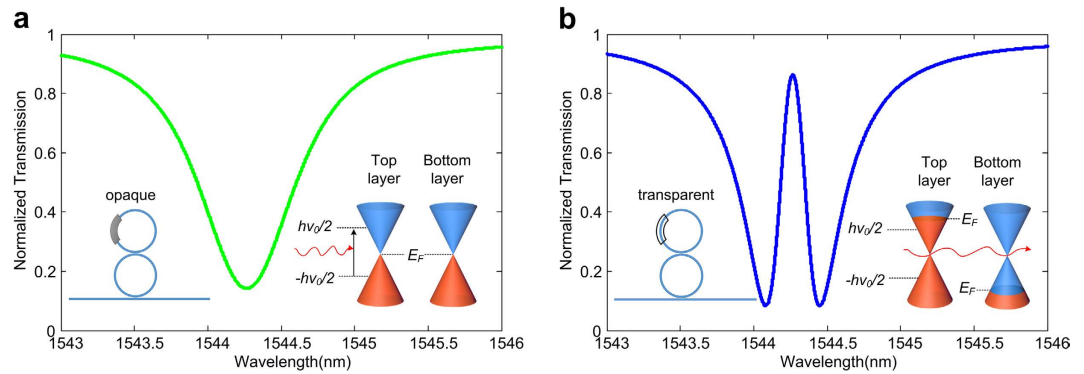 a
Normalized Transmission
1
0.8
0.6
0.4
0.2
0
1543
1543.5
1544
1544.5
1545
1545.5
1546
Wavelength(nm)
opaque
Top
layer
Bottom
layer
hν₀/2
-hν₀/2
E_F
b
Normalized Transmission
1
0.8
0.6
0.4
0.2
0
1543
1543.5
1544
1544.5
1545
1545.5
1546
Wavelength(nm)
transparent
Top
layer
Bottom
layer
hν₀/2
-hν₀/2
E_F
E_F